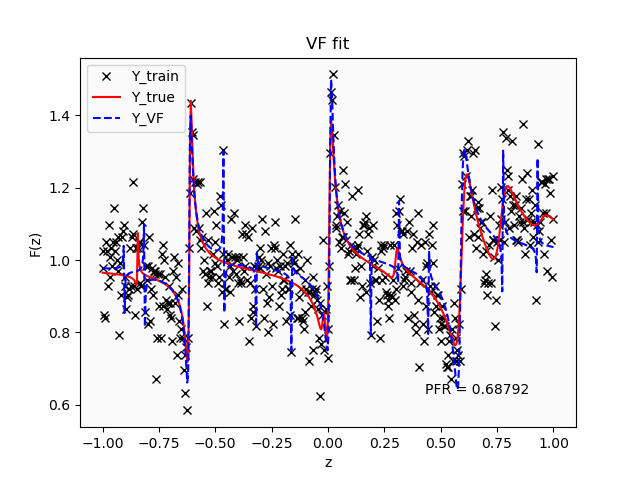 VF fit
Y_train
Y_true
Y_VF
F(z)
1.4
1.2
1.0
0.8
0.6
PFR = 0.68792
−1.00 −0.75 −0.50 −0.25 0.00 0.25 0.50 0.75 1.00
z